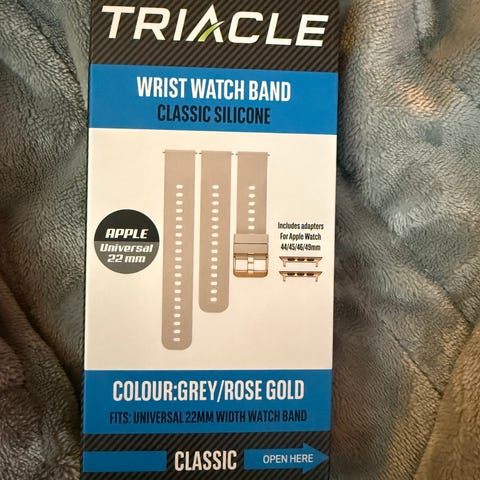 TRIACLE
WRIST WATCH BAND
CLASSIC SILICONE
APPLE
Universal
22 mm
Includes adapters
For Apple Watch
44/45/46/49mm
COLOUR:GREY/ROSE GOLD
FITS: UNIVERSAL 22MM WIDTH WATCH BAND
CLASSIC
OPEN HERE